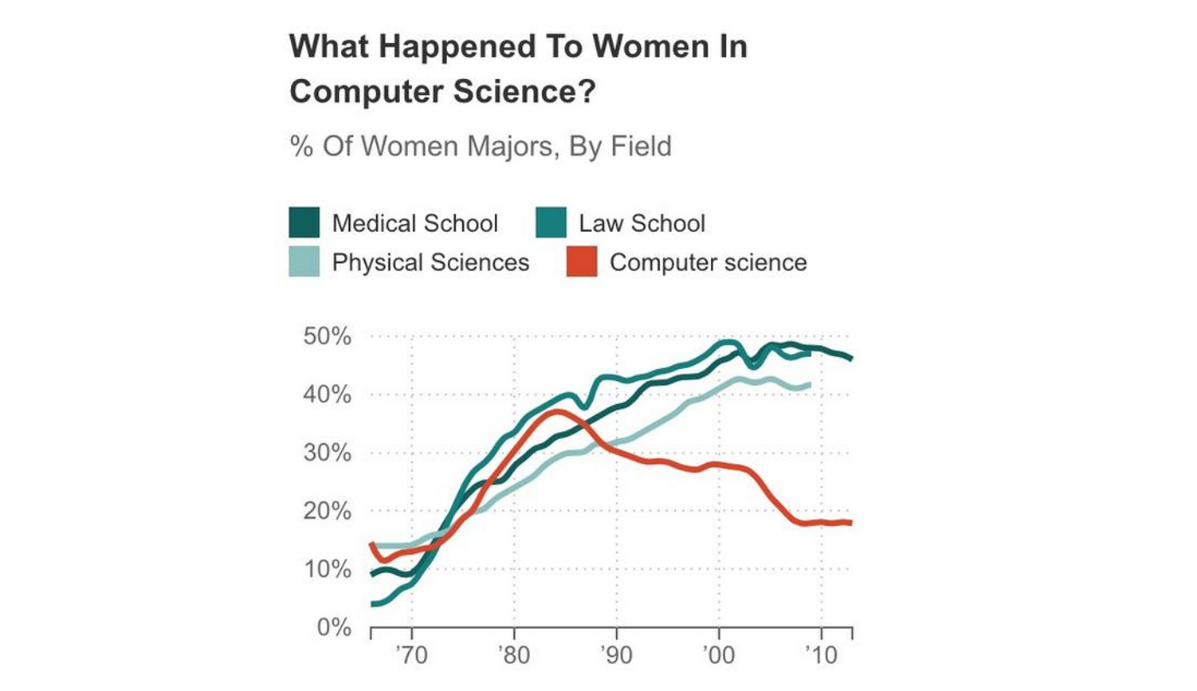 What Happened To Women In
Computer Science?
% Of Women Majors, By Field
Medical School Law School
Physical Sciences Computer science
50%
40%
30%
20%
10%
0%
’70 ’80 ’90 ’00 ’10